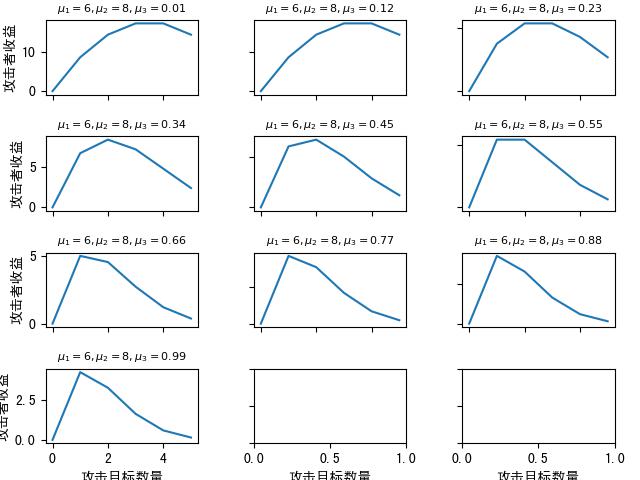 μ₁ = 6, μ₂ = 8, μ₃ = 0.01
μ₁ = 6, μ₂ = 8, μ₃ = 0.12
μ₁ = 6, μ₂ = 8, μ₃ = 0.23
攻击者收益
10
0
μ₁ = 6, μ₂ = 8, μ₃ = 0.34
μ₁ = 6, μ₂ = 8, μ₃ = 0.45
μ₁ = 6, μ₂ = 8, μ₃ = 0.55
攻击者收益
5
0
μ₁ = 6, μ₂ = 8, μ₃ = 0.66
μ₁ = 6, μ₂ = 8, μ₃ = 0.77
μ₁ = 6, μ₂ = 8, μ₃ = 0.88
攻击者收益
5
0
μ₁ = 6, μ₂ = 8, μ₃ = 0.99
攻击者收益
2.5
0.0
0 2 4
0.0 0.5 1.0
0.0 0.5 1.0
攻击目标数量
攻击目标数量
攻击目标数量